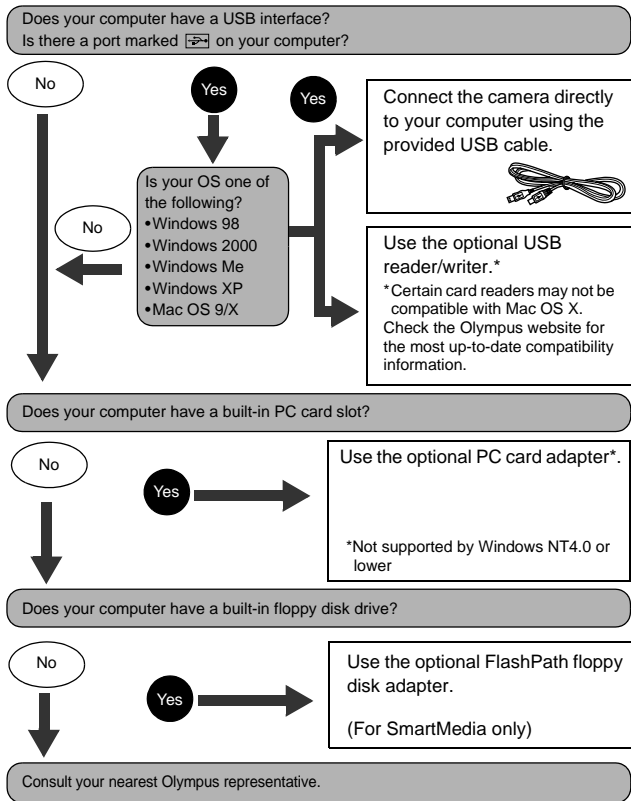 Does your computer have a USB interface?
Is there a port marked on your computer?
No
Yes
Yes
Connect the camera directly
to your computer using the
provided USB cable.
Is your OS one of
the following?
•Windows 98
•Windows 2000
•Windows Me
•Windows XP
•Mac OS 9/X
No
Use the optional USB
reader/writer.*
*Certain card readers may not be
compatible with Mac OS X.
Check the Olympus website for
the most up-to-date compatibility
information.
Does your computer have a built-in PC card slot?
No
Yes
Use the optional PC card adapter*.
*Not supported by Windows NT4.0 or
lower
Does your computer have a built-in floppy disk drive?
No
Yes
Use the optional FlashPath floppy
disk adapter.
(For SmartMedia only)
Consult your nearest Olympus representative.